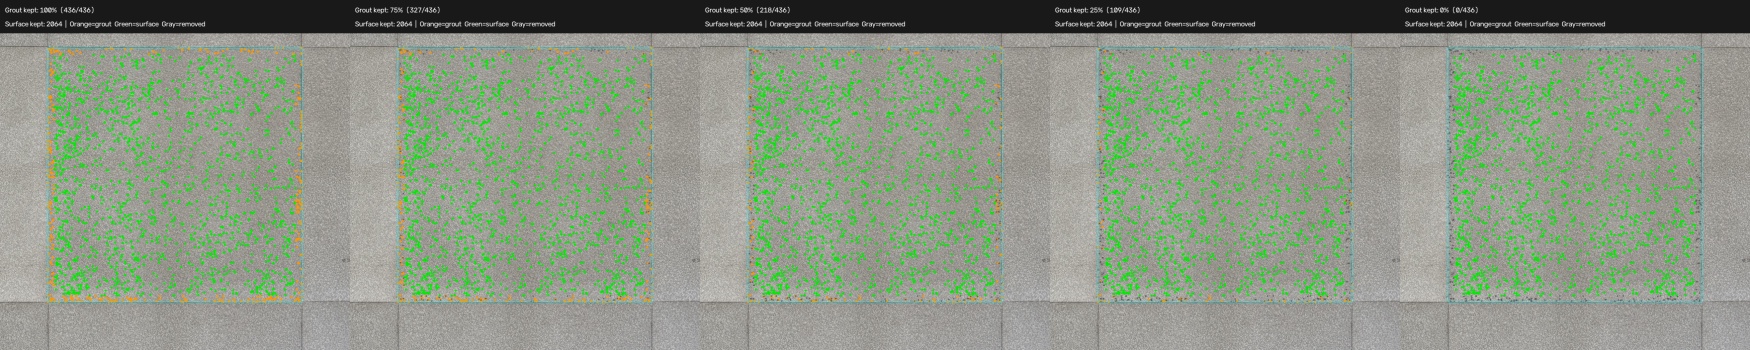 Grout kept: 100% (436/436)
Surface kept: 2064 | Orange=grout Green=surface Gray=removed
Grout kept: 75% (327/436)
Surface kept: 2064 | Orange=grout Green=surface Gray=removed
Grout kept: 50% (218/436)
Surface kept: 2064 | Orange=grout Green=surface Gray=removed
Grout kept: 25% (109/436)
Surface kept: 2064 | Orange=grout Green=surface Gray=removed
Grout kept: 0% (0/436)
Surface kept: 2064 | Orange=grout Green=surface Gray=removed